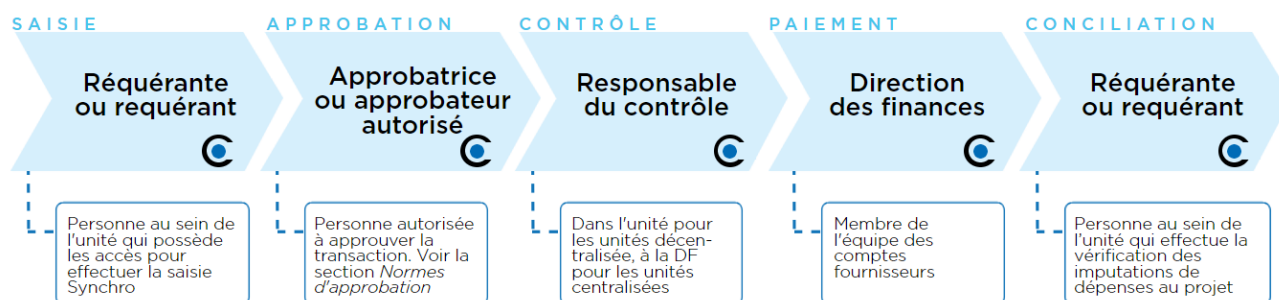 SAISIE
Réquérante
ou requérant
Personne au sein de
l'unité qui possède
les accès pour
effectuer la saisie
Synchro
APPROBATION
Approbatrice
ou approbateur
autorisé
Personne autorisée
à approuver la
transaction. Voir la
section Normes
d'approbation
CONTRÔLE
Responsable
du contrôle
Dans l'unité pour
les unités décen-
tralisée, à la DF
pour les unités
centralisées
PAIEMENT
Direction
des finances
Membre de
l'équipe des
comptes
fournisseurs
CONCILIATION
Réquérante
ou requérant
Personne au sein de
l'unité qui effectue la
vérification des
imputations de
dépenses au projet